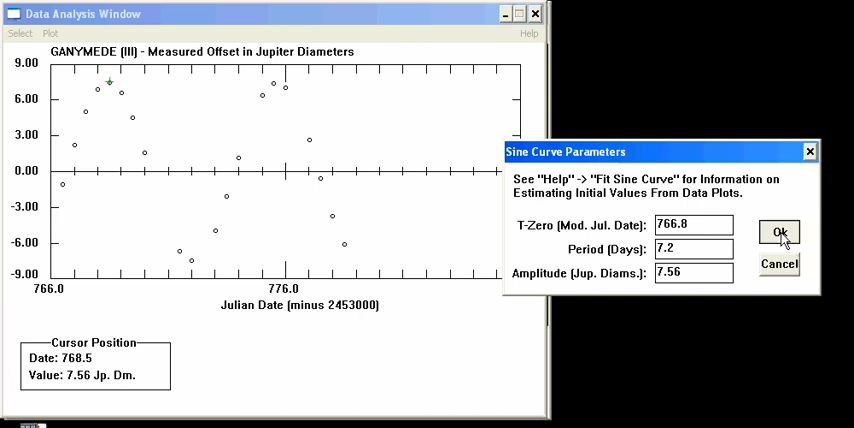 Data Analysis Window
Select Plot Help
GANYMEDE (III) - Measured Offset in Jupiter Diameters
9.00
6.00
3.00
0.00
-3.00
-6.00
-9.00
766.0 776.0
Julian Date (minus 2453000)
Cursor Position
Date: 768.5
Value: 7.56 Jp. Dm.
Sine Curve Parameters
See "Help" -> "Fit Sine Curve" for Information on
Estimating Initial Values From Data Plots.
T-Zero (Mod. Jul. Date): 766.8
Ok
Period (Days): 7.2
Amplitude (Jup. Diams.): 7.56
Cancel